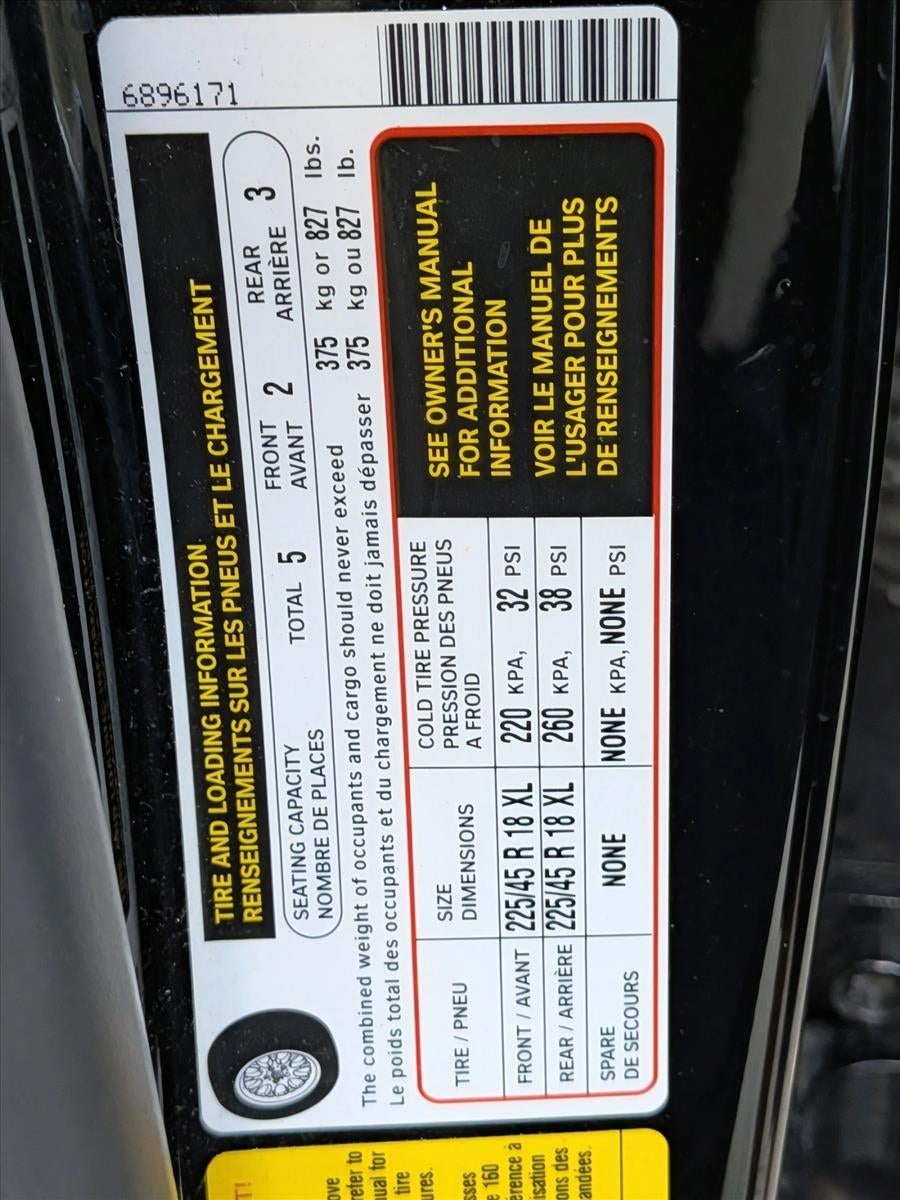 6896171
TIRE AND LOADING INFORMATION
RENSEIGNEMENTS SUR LES PNEUS ET LE CHARGEMENT
SEATING CAPACITY
NOMBRE DE PLACES
TOTAL 5
FRONT
AVANT 2
REAR
ARRIÈRE 3
The combined weight of occupants and cargo should never exceed 375 kg or 827 lbs.
Le poids total des occupants et du chargement ne doit jamais dépasser 375 kg ou 827 lb.
TIRE / PNEU
SIZE
DIMENSIONS
COLD TIRE PRESSURE
PRESSION DES PNEUS
A FROID
FRONT / AVANT 225/45 R 18 XL 220 KPA, 32 PSI
REAR / ARRIÈRE 225/45 R 18 XL 260 KPA, 38 PSI
SPARE
DE SECOURS
NONE NONE KPA, NONE PSI
SEE OWNER'S MANUAL
FOR ADDITIONAL
INFORMATION
VOIR LE MANUEL DE
L'USAGER POUR PLUS
DE RENSEIGNEMENTS
refer to
tire
160